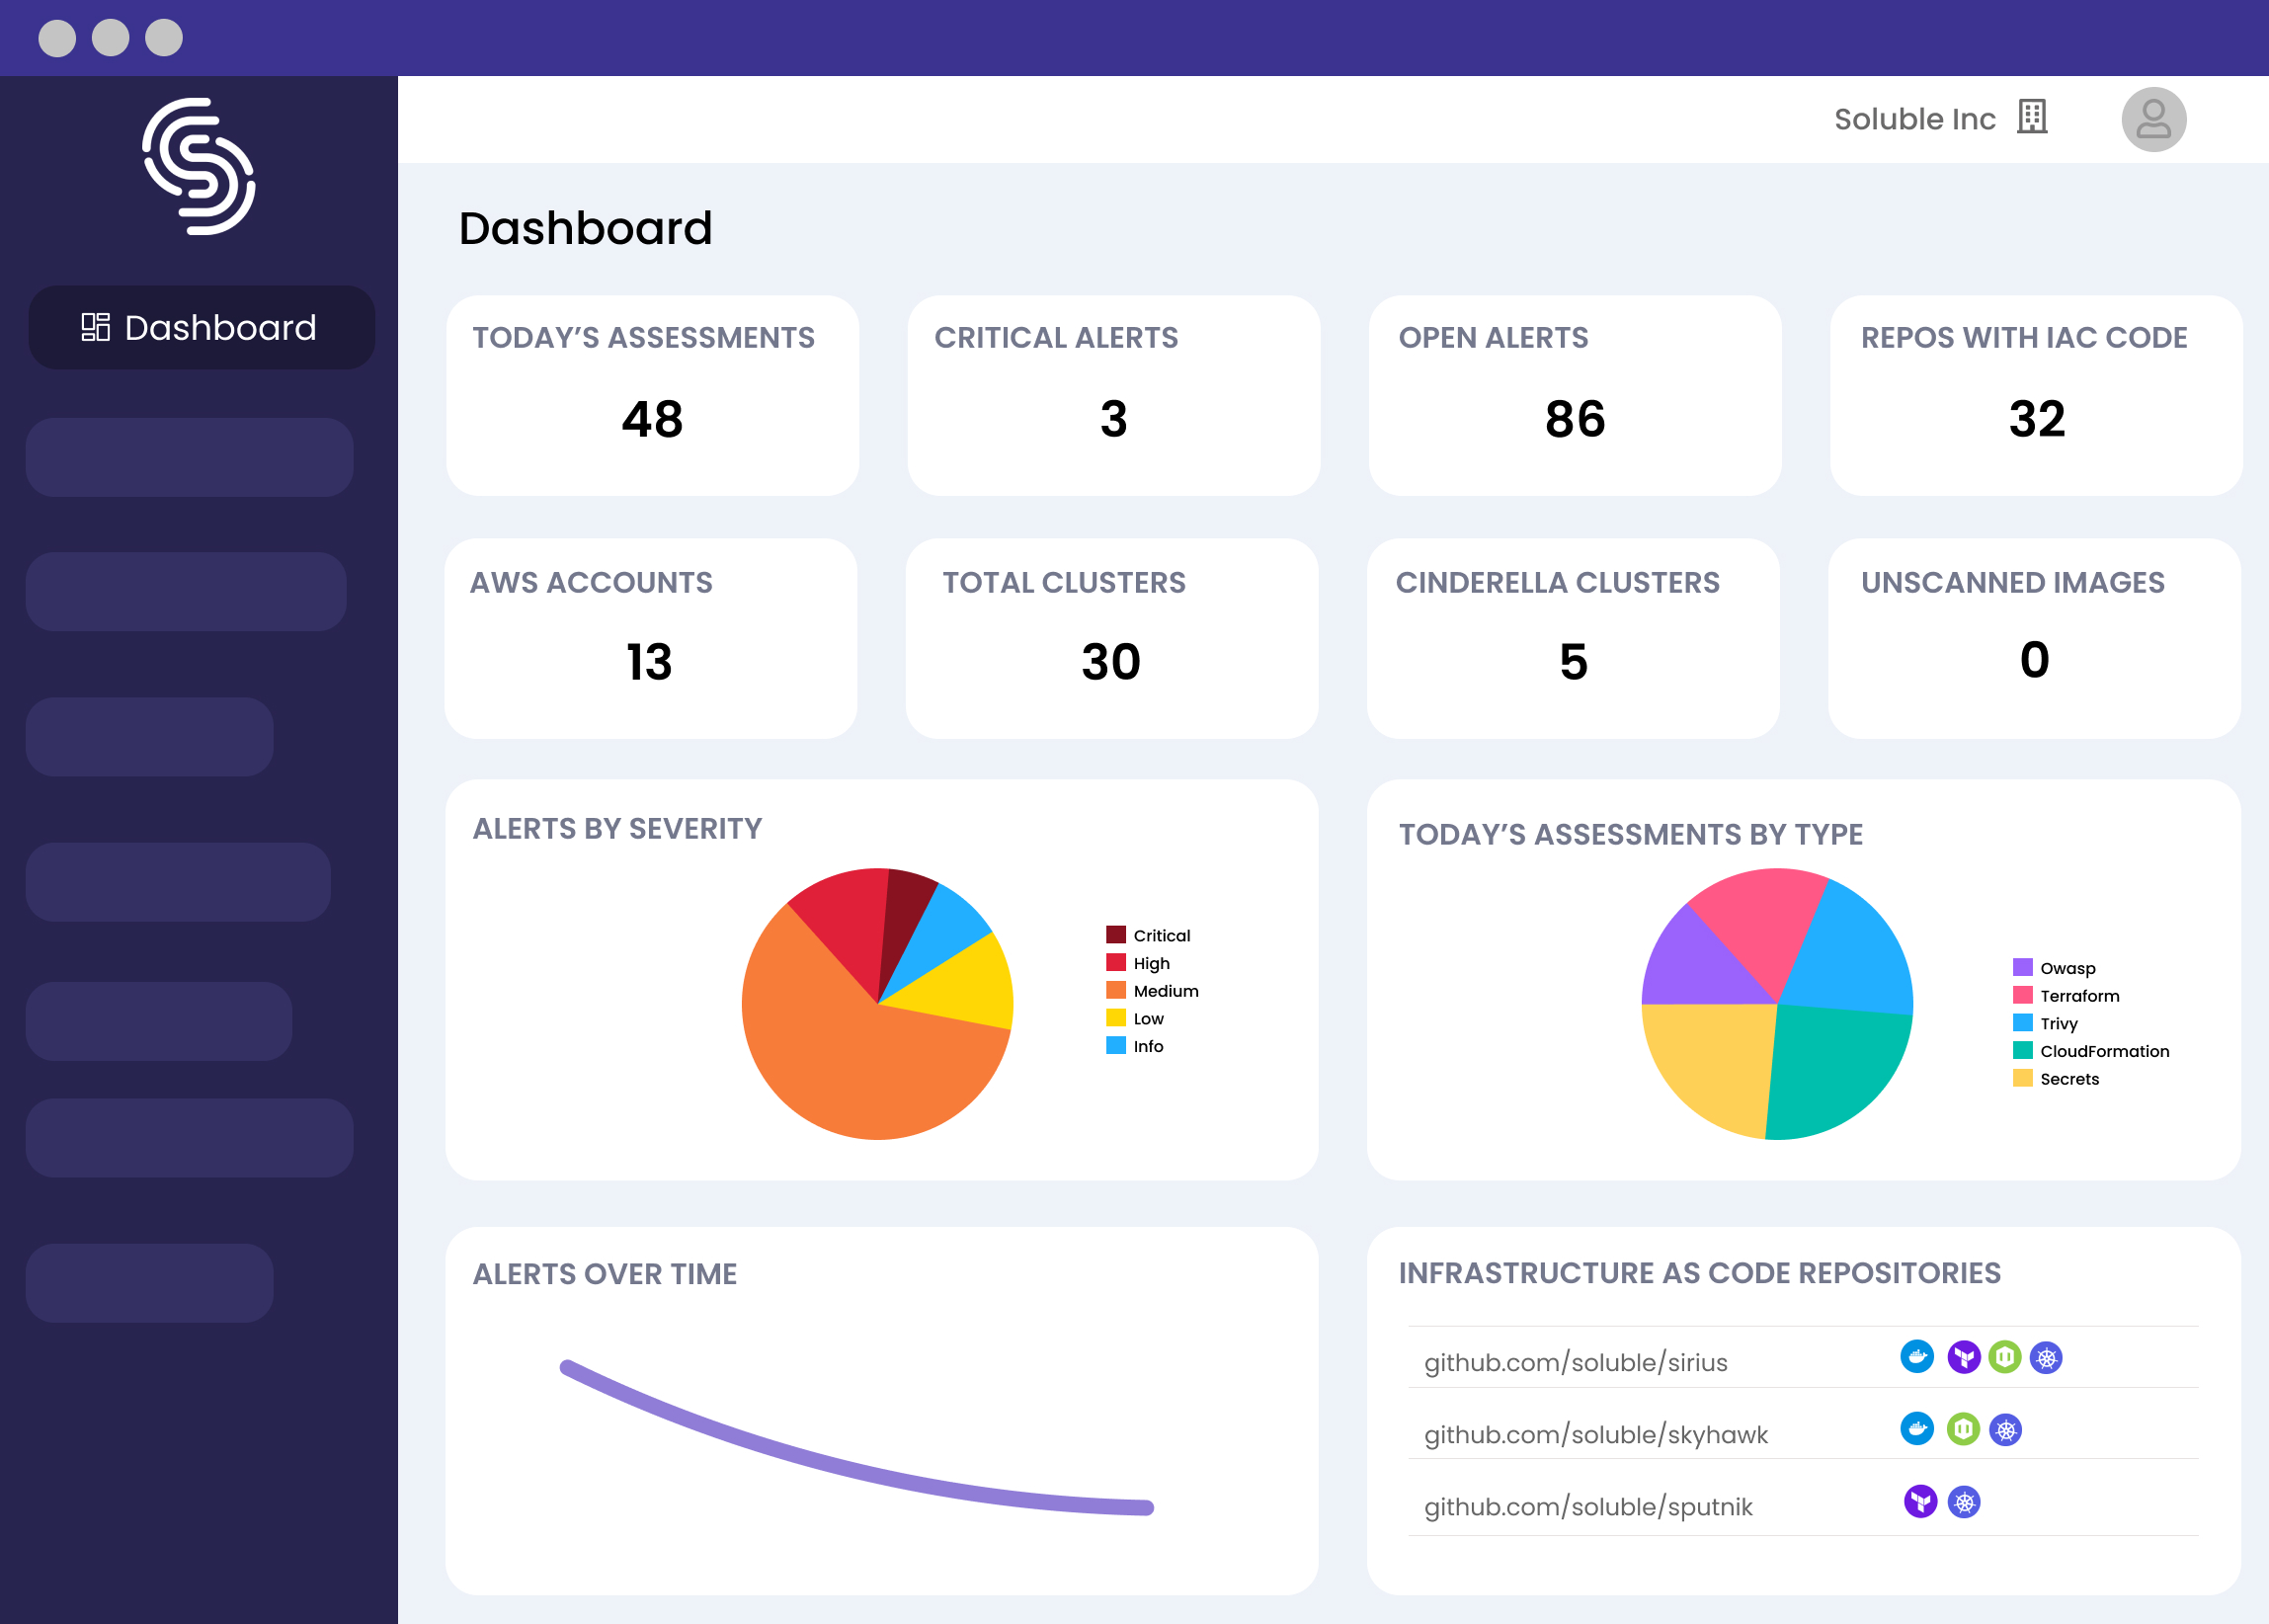 Soluble Inc
Dashboard
Dashboard
TODAY’S ASSESSMENTS
48
CRITICAL ALERTS
3
OPEN ALERTS
86
REPOS WITH IAC CODE
32
AWS ACCOUNTS
13
TOTAL CLUSTERS
30
CINDERELLA CLUSTERS
5
UNSCANNED IMAGES
0
ALERTS BY SEVERITY
Critical
High
Medium
Low
Info
TODAY’S ASSESSMENTS BY TYPE
Owasp
Terraform
Trivy
CloudFormation
Secrets
ALERTS OVER TIME
INFRASTRUCTURE AS CODE REPOSITORIES
github.com/soluble/sirius
github.com/soluble/skyhawk
github.com/soluble/sputnik